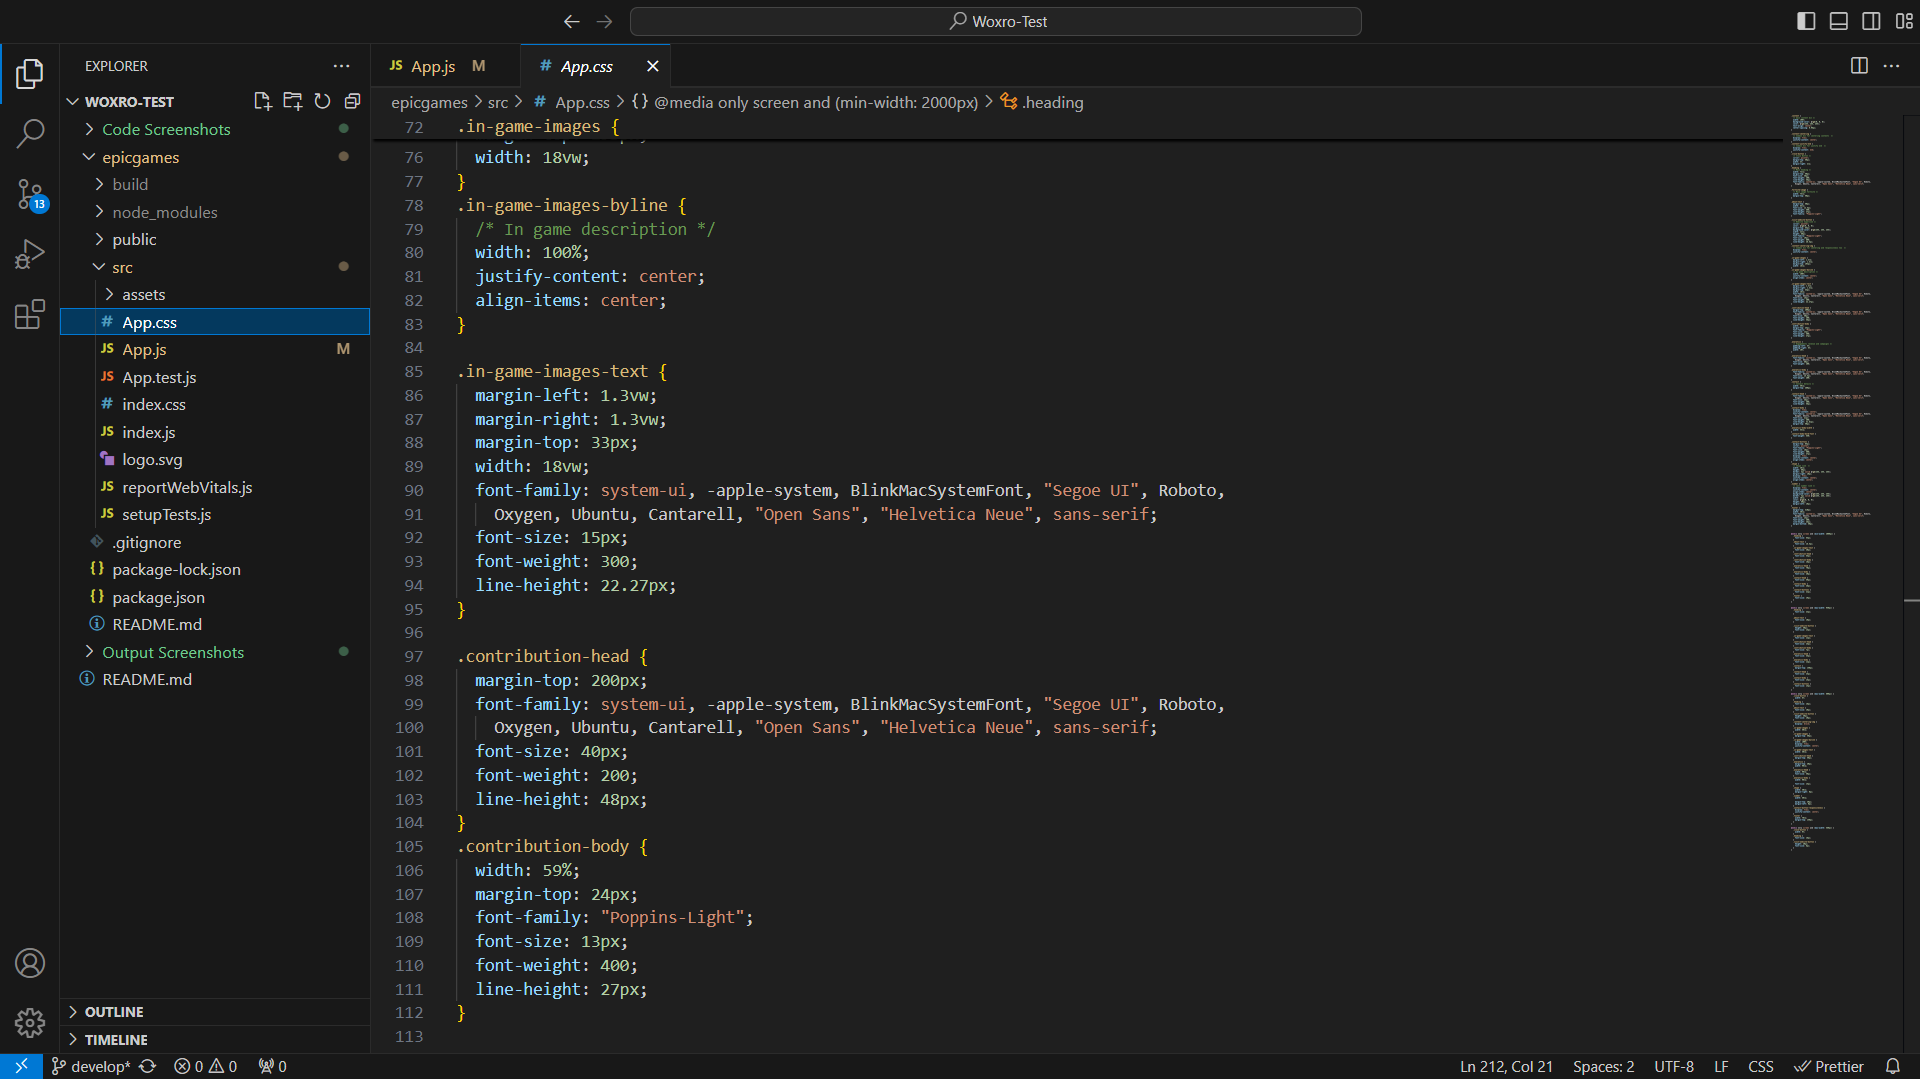 Woxro-Test
EXPLORER
WOXRO-TEST
Code Screenshots
epicgames
build
node_modules
public
src
assets
# App.css
JS App.js M
JS App.test.js
# index.css
JS index.js
logo.svg
JS reportWebVitals.js
JS setupTests.js
.gitignore
{} package-lock.json
{} package.json
README.md
Output Screenshots
README.md
13
OUTLINE
TIMELINE
JS App.js M
# App.css
epicgames > src > # App.css > {} @media only screen and (min-width: 2000px) > .heading
72 .in-game-images {
76 width: 18vw;
77 }
78 .in-game-images-byline {
79 /* In game description */
80 width: 100%;
81 justify-content: center;
82 align-items: center;
83 }
84
85 .in-game-images-text {
86 margin-left: 1.3vw;
87 margin-right: 1.3vw;
88 margin-top: 33px;
89 width: 18vw;
90 font-family: system-ui, -apple-system, BlinkMacSystemFont, "Segoe UI", Roboto,
91 Oxygen, Ubuntu, Cantarell, "Open Sans", "Helvetica Neue", sans-serif;
92 font-size: 15px;
93 font-weight: 300;
94 line-height: 22.27px;
95 }
96
97 .contribution-head {
98 margin-top: 200px;
99 font-family: system-ui, -apple-system, BlinkMacSystemFont, "Segoe UI", Roboto,
100 Oxygen, Ubuntu, Cantarell, "Open Sans", "Helvetica Neue", sans-serif;
101 font-size: 40px;
102 font-weight: 200;
103 line-height: 48px;
104 }
105 .contribution-body {
106 width: 59%;
107 margin-top: 24px;
108 font-family: "Poppins-Light";
109 font-size: 13px;
110 font-weight: 400;
111 line-height: 27px;
112 }
113
develop* 0 0 0 Ln 212, Col 21 Spaces: 2 UTF-8 LF CSS Prettier